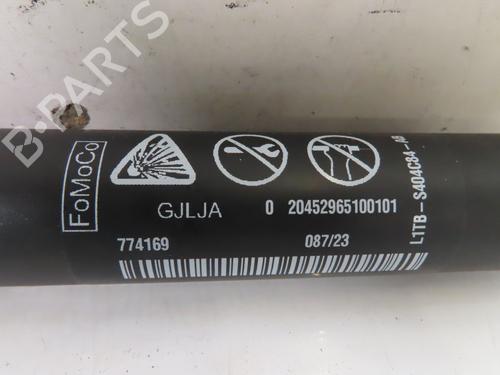 B-PARTS
FoMoCo
GJLJA 0 20452965100101
774169 087/23
L1TB-S404C84-AB